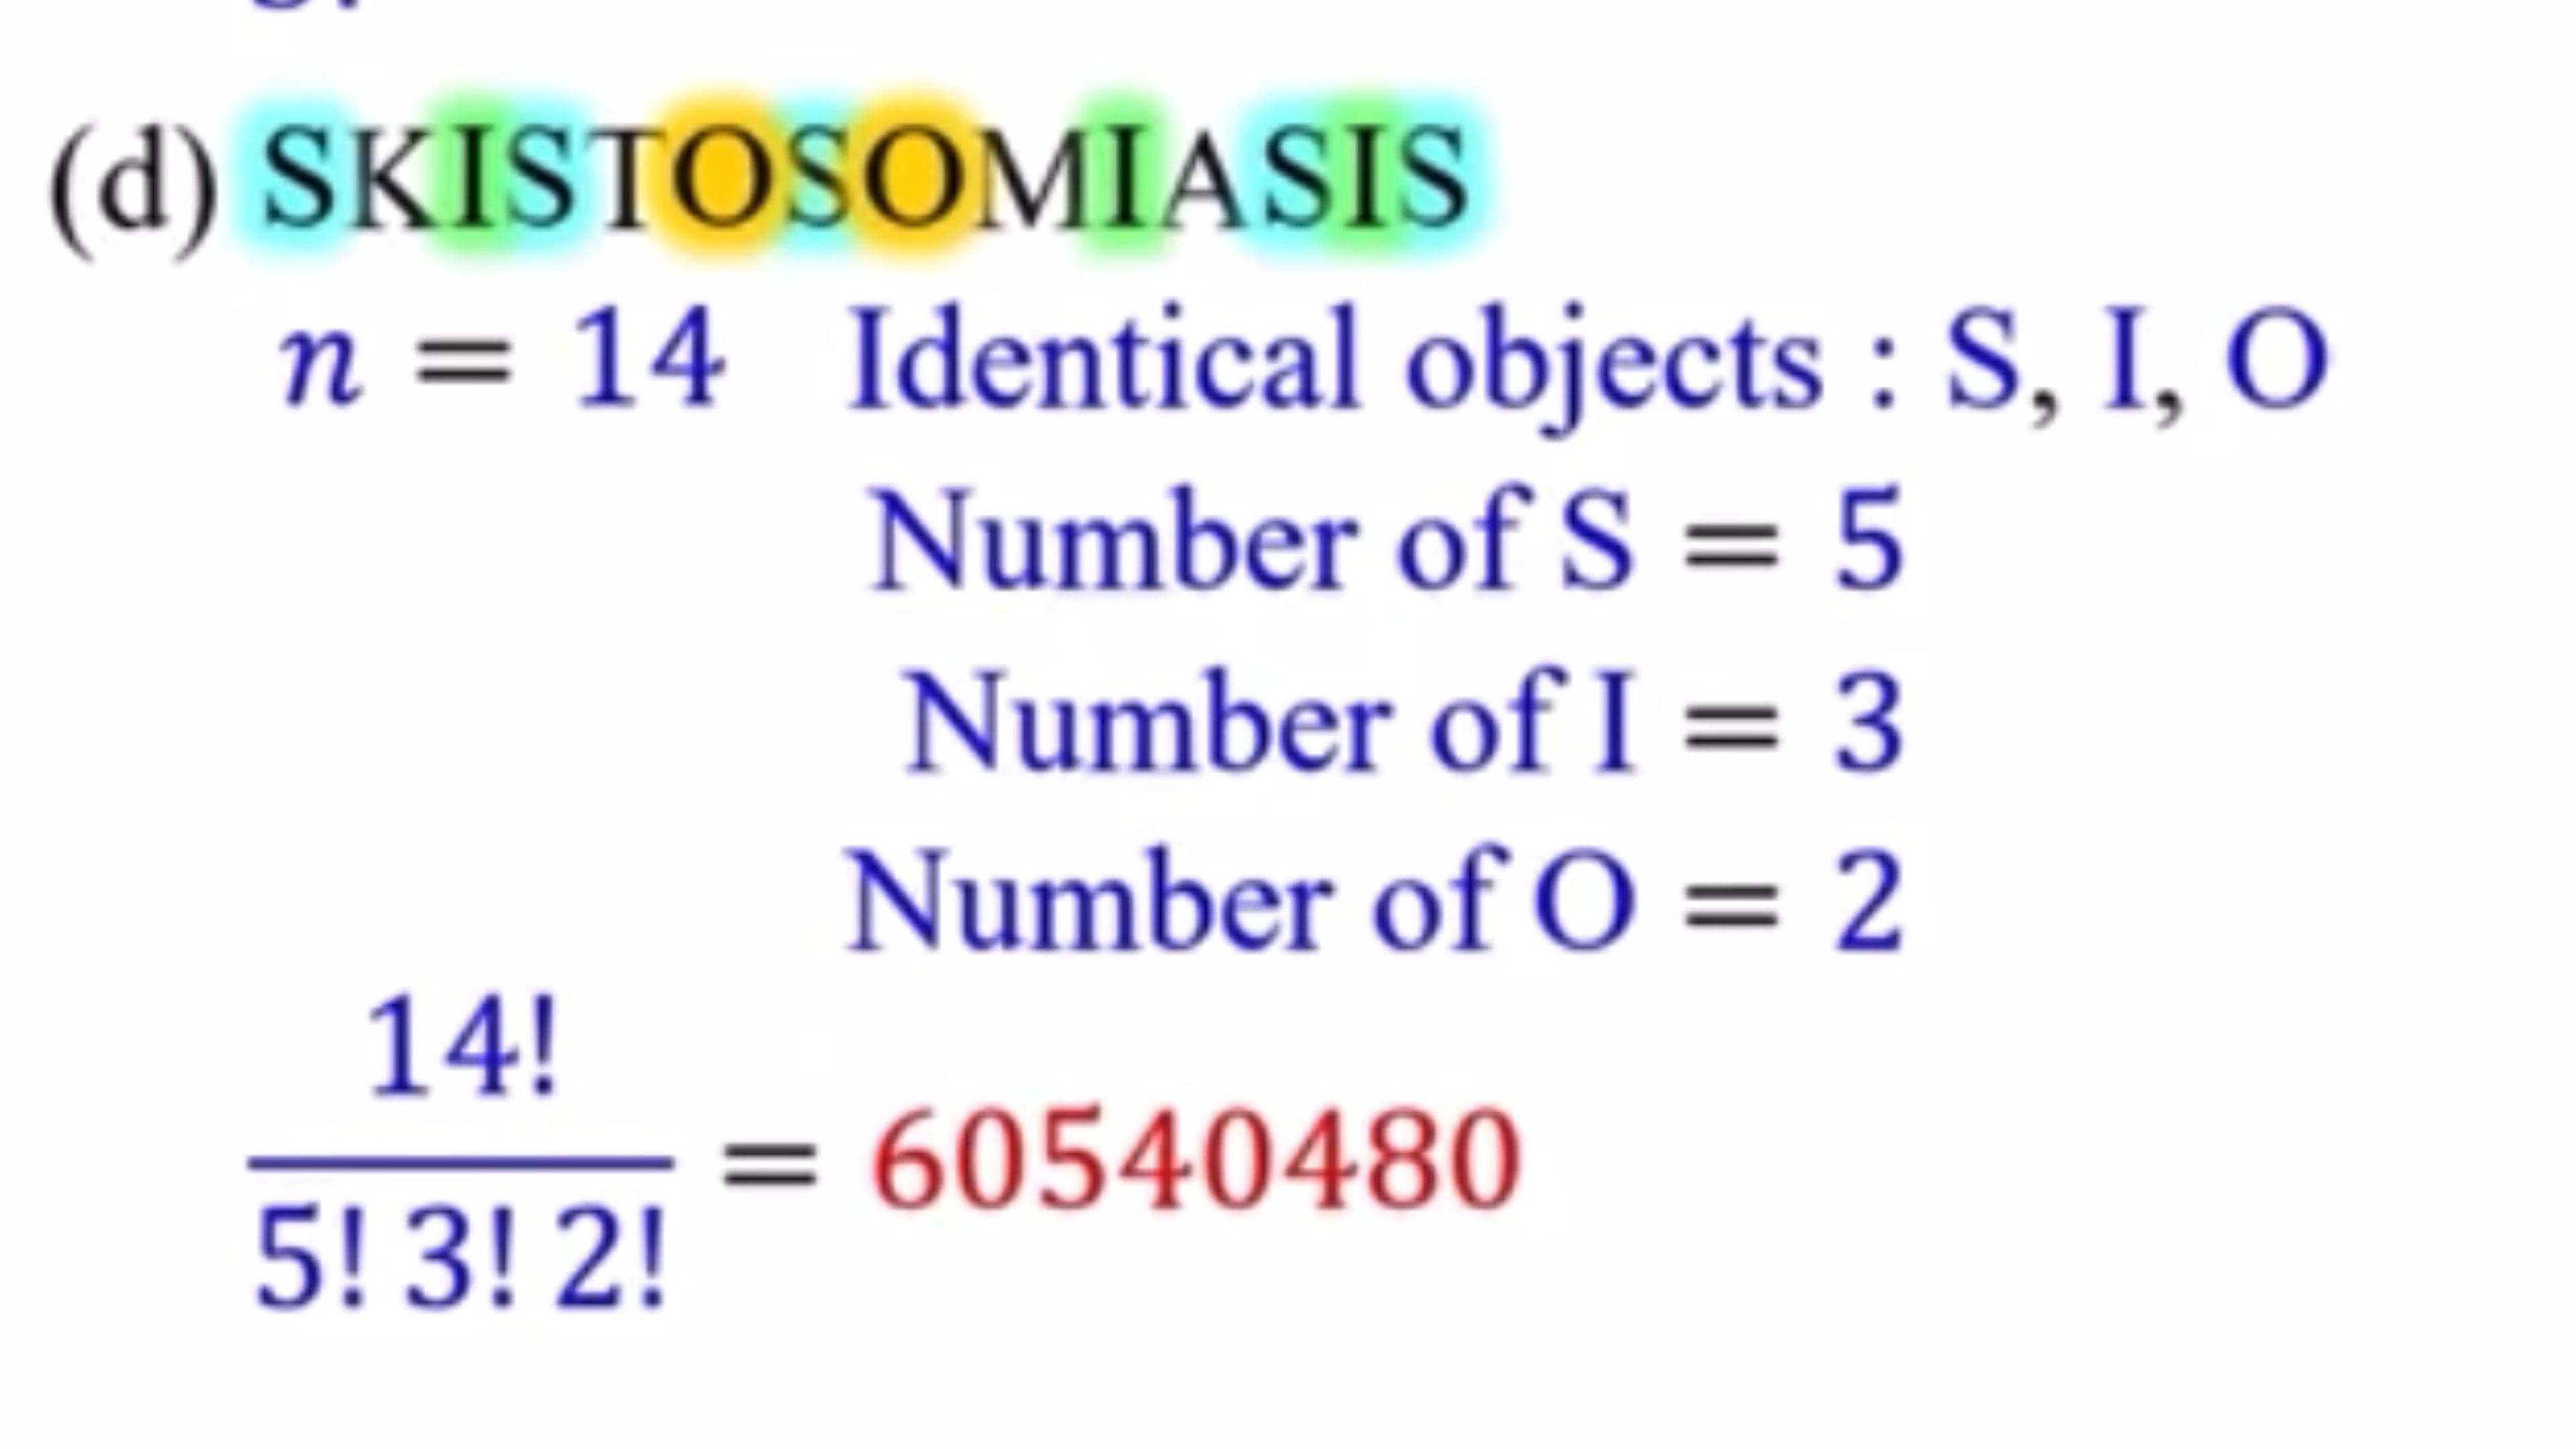 (d) SKISTOSOMIASIS
n = 14 Identical objects : S, I, O
Number of S = 5
Number of I = 3
Number of O = 2
14!
5! 3! 2!
= 60540480